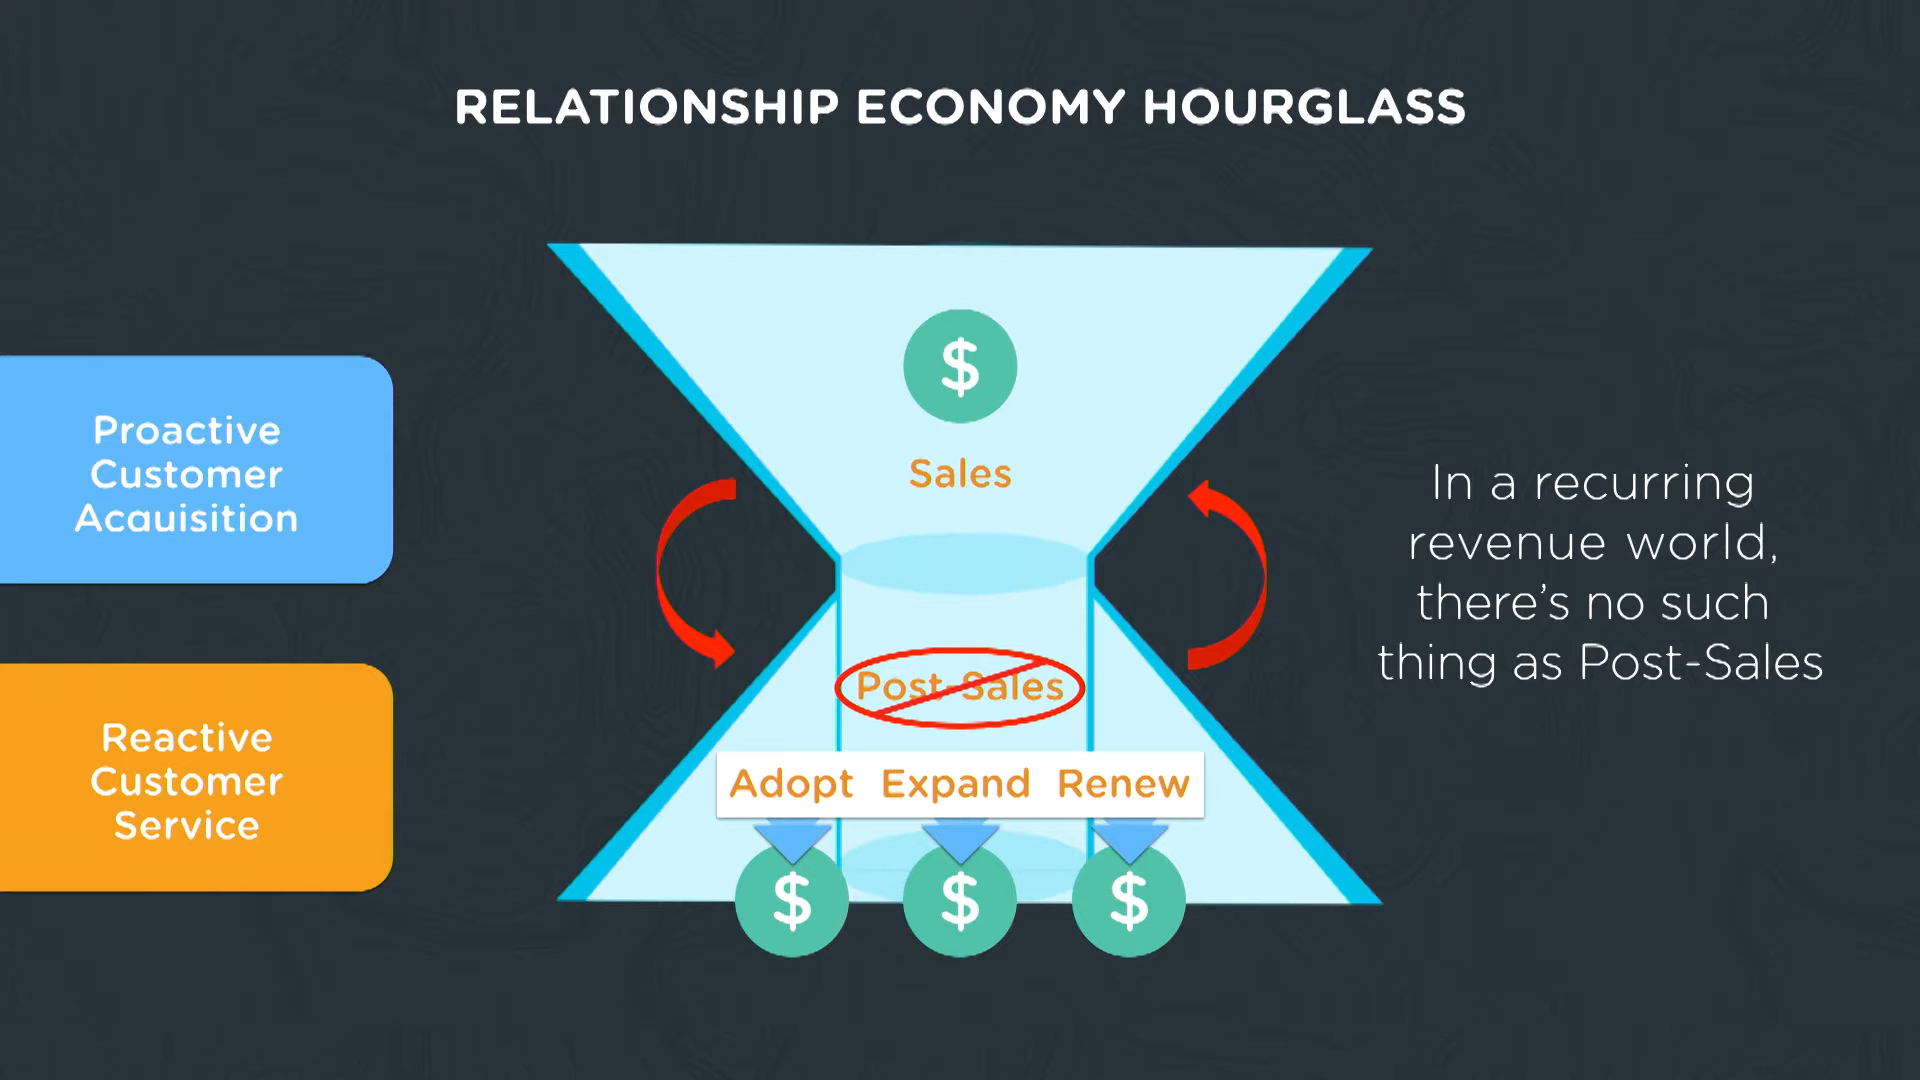 RELATIONSHIP ECONOMY HOURGLASS
Proactive
Customer
Acquisition
Reactive
Customer
Service
$
Sales
Post-Sales
Adopt Expand Renew
$ $ $
In a recurring
revenue world,
there's no such
thing as Post-Sales